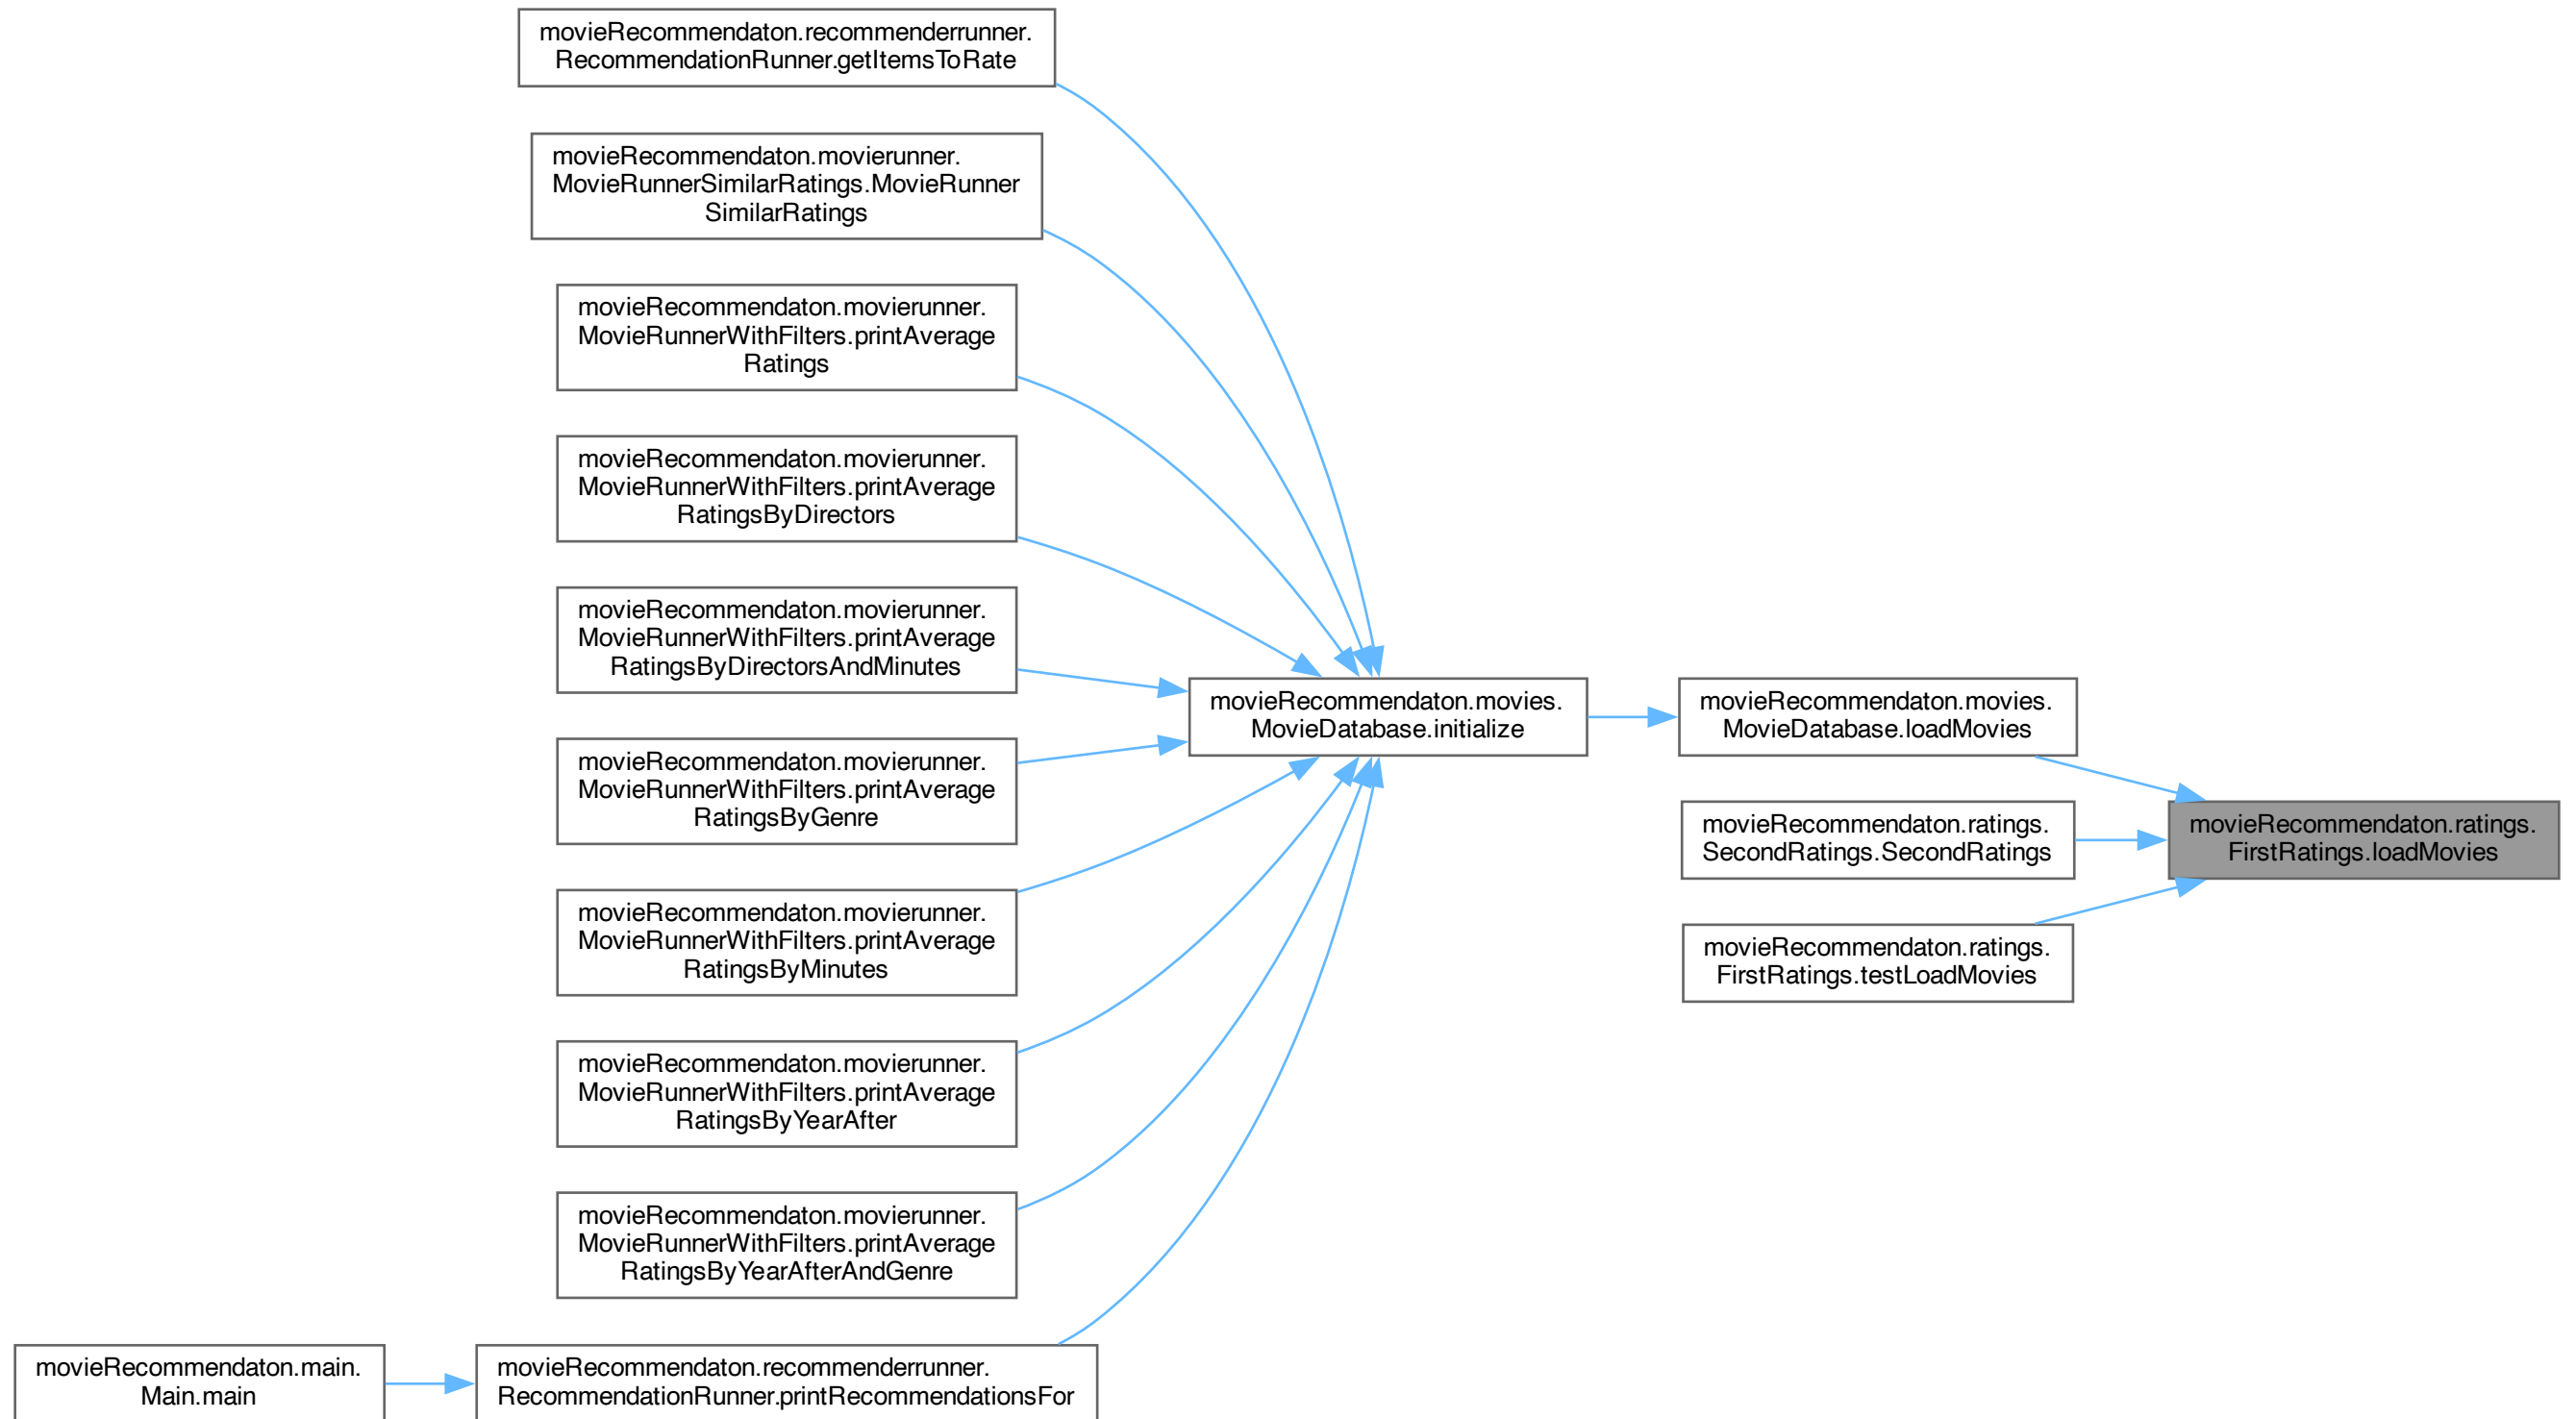 movieRecommendaton.recommenderrunner.
RecommendationRunner.getItemsToRate
movieRecommendaton.movierunner.
MovieRunnerSimilarRatings.MovieRunner
SimilarRatings
movieRecommendaton.movierunner.
MovieRunnerWithFilters.printAverage
Ratings
movieRecommendaton.movierunner.
MovieRunnerWithFilters.printAverage
RatingsByDirectors
movieRecommendaton.movierunner.
MovieRunnerWithFilters.printAverage
RatingsByDirectorsAndMinutes
movieRecommendaton.movierunner.
MovieRunnerWithFilters.printAverage
RatingsByGenre
movieRecommendaton.movierunner.
MovieRunnerWithFilters.printAverage
RatingsByMinutes
movieRecommendaton.movierunner.
MovieRunnerWithFilters.printAverage
RatingsByYearAfter
movieRecommendaton.movierunner.
MovieRunnerWithFilters.printAverage
RatingsByYearAfterAndGenre
movieRecommendaton.main.
Main.main
movieRecommendaton.recommenderrunner.
RecommendationRunner.printRecommendationsFor
movieRecommendaton.movies.
MovieDatabase.initialize
movieRecommendaton.movies.
MovieDatabase.loadMovies
movieRecommendaton.ratings.
SecondRatings.SecondRatings
movieRecommendaton.ratings.
FirstRatings.testLoadMovies
movieRecommendaton.ratings.
FirstRatings.loadMovies